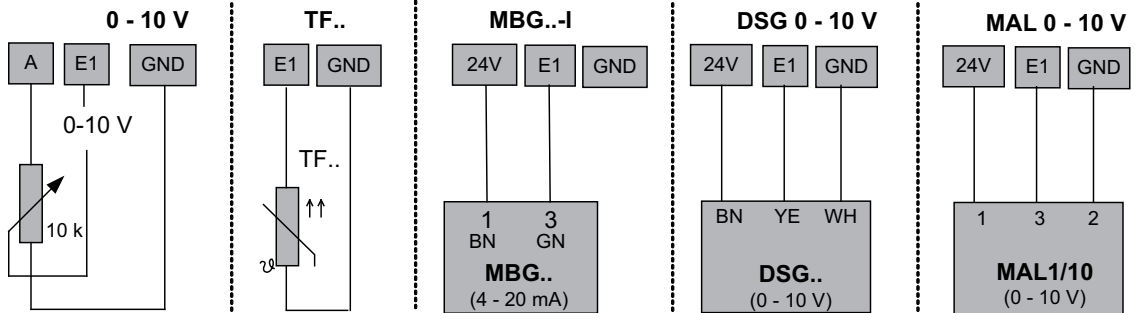 0 - 10 V
A E1 GND
0-10 V
10 k
TF..
E1 GND
TF..
↑↑
ϑ
MBG..-I
24V E1 GND
1 3
BN GN
MBG..
(4 - 20 mA)
DSG 0 - 10 V
24V E1 GND
BN YE WH
DSG..
(0 - 10 V)
MAL 0 - 10 V
24V E1 GND
1 3 2
MAL1/10
(0 - 10 V)